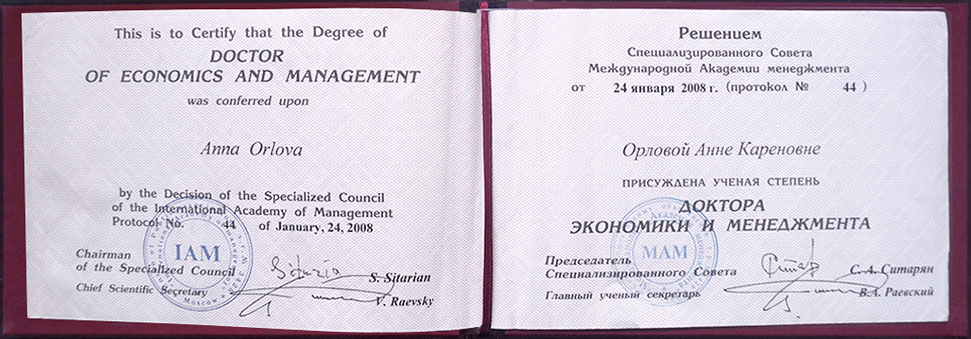 This is to Certify that the Degree of
DOCTOR
OF ECONOMICS AND MANAGEMENT
was conferred upon
Anna Orlova
by the Decision of the Specialized Council
of the International Academy of Management
Protocol No. 44 of January, 24, 2008
IAM
Moscow
Chairman
of the Specialized Council
S. Sitarian
Chief Scientific Secretary
V. Raevsky
Решением
Специализированного Совета
Международной Академии менеджмента
от 24 января 2008 г. (протокол № 44 )
Орловой Анне Кареновне
ПРИСУЖДЕНА УЧЕНАЯ СТЕПЕНЬ
ДОКТОРА
ЭКОНОМИКИ И МЕНЕДЖМЕНТА
МАМ
Председатель
Специализированного Совета
С. А. Ситарян
Главный ученый секретарь
В.А. Раевский